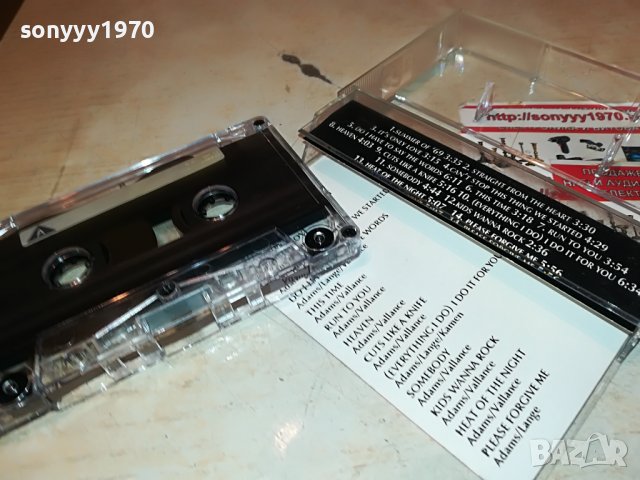 sonyyy1970
http://sonyyy1970.
1.SUMMER OF '69 3:35 2. STRAIGHT FROM THE HEART 3:30
3. IT'S ONLY LOVE 3:15 4.CAN'T STOP THIS THING WE STARTED 4:29
5. DO I HAVE TO SAY THE WORDS 6:11 6. THIS TIME 3:18 7. RUN TO YOU 3:54
8. HEAVEN 4:03 9.CUTS LIKE A KNIFE 5:16 10. (EVERYTHING I DO) I DO IT FOR YOU 6:34
11. SOMEBODY 4:44 12.KIDS WANNA ROCK 2:36
13. HEAT OF THE NIGHT 5:07 14. PLEASE FORGIVE ME 5:56
WE STARTED
WORDS
Adams/Lange/
THIS TIME
Adams/Vallance
RUN TO YOU
Adams/Vallance
HEAVEN
Adams/Vallance
CUTS LIKE A KNIFE
Adams/Vallance
(EVERYTHING I DO) I DO IT FOR YOU
Adams/Lange/Kamen
SOMEBODY
Adams/Vallance
KIDS WANNA ROCK
Adams/Vallance
HEAT OF THE NIGHT
Adams/Vallance
PLEASE FORGIVE ME
Adams/Lange
BAZAR